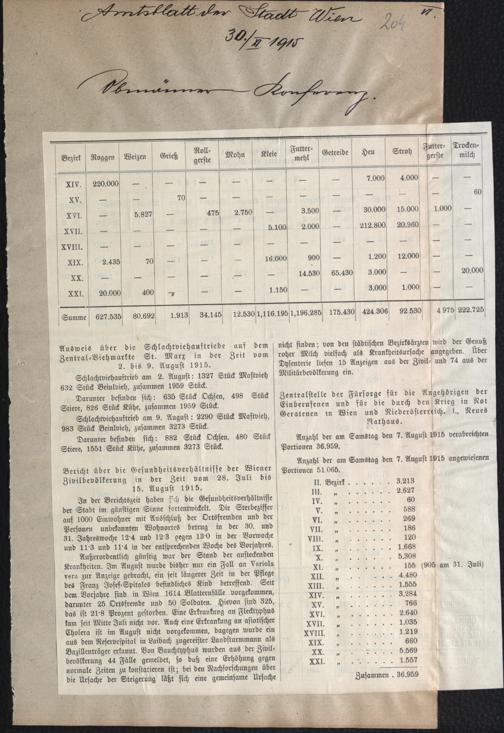 Amtsblatt der Stadt Wien
VI.
204
30./VI 1915
Obmänner Konferenz.
Bezirk Roggen Weizen Grieß Roll-gerste Mohn Kleie Futter-mehl Getreide Heu Stroh Futter-gerste Trocken-milch
XIV. 220.000 — — — — — — — 7.000 4.000 — —
XV. — — 70 — — — — — — — — 60
XVI. — 5.827 — 475 2.750 — 3.500 — 30.000 15.000 1.000 —
XVII. — — — — — 5.100 2.000 — 212.800 20.960 — —
XVIII. — — — — — — — — — — — —
XIX. 2.435 70 — — — 16.000 900 — 1.200 12.000 — —
XX. — — — — — — 14.530 65.430 3.000 — — 20.000
XXI. 20.000 400 — — — 1.150 — — 3.000 1.000 — —
Summe 627.535 80.692 1.913 34.145 12.530 1,116.195 1,196.285 175.430 424.306 92.530 4 975 222.725
Ausweis über die Schlachtviehauftriebe auf dem
Zentral-Viehmarkte St. Marx in der Zeit vom
2. bis 9. August 1915.
Schlachtviehauftrieb am 2. August: 1327 Stück Mastvieh
632 Stück Beinlvieh, zusammen 1959 Stück.
Darunter befinden sich: 635 Stück Ochsen, 498 Stück
Stiere, 826 Stück Kühe, zusammen 1959 Stück.
Schlachtviehauftrieb am 9. August: 2290 Stück Mastvieh,
983 Stück Beinlvieh, zusammen 3273 Stück.
Darunter befinden sich: 882 Stück Ochsen, 480 Stück
Stiere, 1551 Stück Kühe, zusammen 3273 Stück.
Bericht über die Gesundheitsverhältnisse der Wiener
Zivilbevölkerung in der Zeit vom 28. Juli bis
15. August 1915.
In der Berichtszeit haben sich die Gesundheitsverhältnisse
der Stadt im günstigen Sinne fortentwickelt. Die Sterbeziffer
auf 1000 Einwohner mit Ausschluß der Ortsfremden und der
Personen unbekannten Wohnortes betrug in der 30. und
31. Jahreswoche 12·4 und 12·3 gegen 13·0 in der Vorwoche
und 11·3 und 11·4 in der entsprechenden Woche des Vorjahres.
Außerordentlich günstig war der Stand der ansteckenden
Krankheiten. Im August wurde bisher nur ein Fall an Variola
vera zur Anzeige gebracht, ein seit längerer Zeit in der Pflege
des Franz Josef-Spitales befindliches Kind betreffend. Seit
dem Vorjahre sind in Wien 1614 Blatternfälle vorgekommen,
darunter 25 Ortsfremde und 50 Soldaten. Hievon sind 325,
das ist 21·8 Prozent gestorben. Eine Erkrankung an Flecktyphus
kam seit Mitte Juli nicht vor. Auch eine Erkrankung an asiatischer
Cholera ist im August nicht vorgekommen, dagegen wurde ein
aus dem Reservespital in Laibach zugereister Landsturmmann als
Bazillenträger erkannt. Von Bauchtyphus wurden aus der Zivil-
bevölkerung 44 Fälle gemeldet, so daß eine Erhöhung gegen
normale Zeiten zu konstatieren ist; bei den Nachforschungen über
die Ursache der Steigerung läßt sich eine gemeinsame Ursache
nicht finden; von den städtischen Bezirksärzten wird der Genuß
roher Milch vielfach als Krankheitsursache angegeben. Über
Dysenterie liefen 15 Anzeigen aus der Zivil- und 74 aus der
Militärbevölkerung ein.
Zentralstelle der Fürsorge für die Angehörigen der
Einberufenen und für die durch den Krieg in Not
Geratenen in Wien und Niederösterreich, I., Neues
Rathaus.
Anzahl der am Samstag den 7. August 1915 verabreichten
Portionen 36.959.
Anzahl der am Samstag den 7. August 1915 angewiesenen
Portionen 51.065.
II. Bezirk . . . . . 3.213
III. „ . . . . . 2.627
IV. „ . . . . . 60
V. „ . . . . . 588
VI. „ . . . . . 269
VII. „ . . . . . 186
VIII. „ . . . . . 120
IX. „ . . . . . 1.668
X. „ . . . . . 5.308
XI. „ . . . . . 155 (905 am 31. Juli)
XII. „ . . . . . 4.480
XIII. „ . . . . . 1.555
XIV. „ . . . . . 3.284
XV. „ . . . . . 766
XVI. „ . . . . . 2.640
XVII. „ . . . . . 1.035
XVIII. „ . . . . . 1.219
XIX. „ . . . . . 660
XX. „ . . . . . 5.569
XXI. „ . . . . . 1.557
Zusammen . 36.959